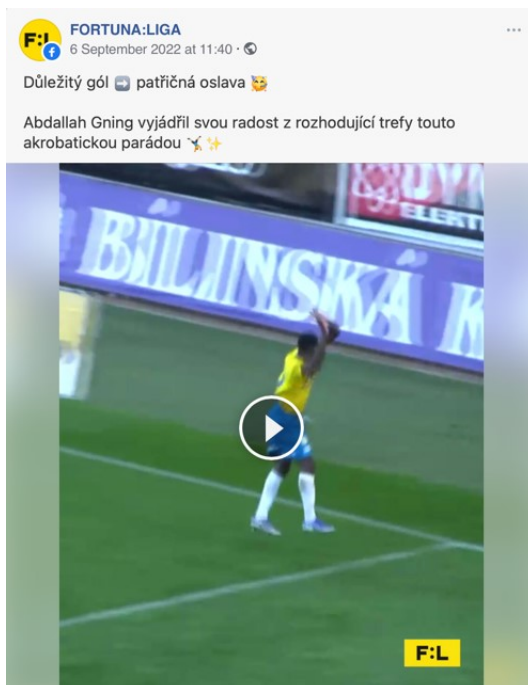 F:L
FORTUNA:LIGA
6 September 2022 at 11:40
Důležitý gól ➡️ patřičná oslava 🥳
Abdallah Gning vyjádřil svou radost z rozhodující trefy touto
akrobatickou parádou 🤸✨
ELEKT
BÍLINSKÁ K
F:L